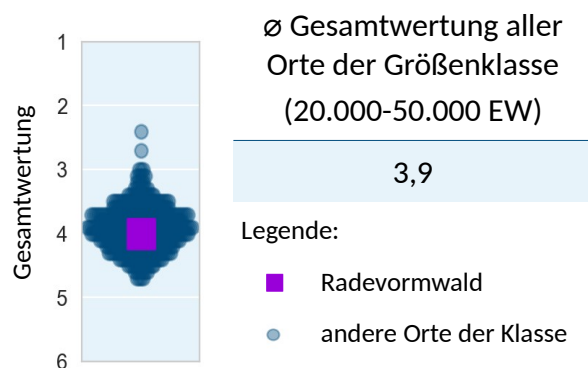 ø Gesamtwertung aller
Orte der Größenklasse
(20.000-50.000 EW)
3,9
Legende:
Radevormwald
andere Orte der Klasse
Gesamtwertung
1
2
3
4
5
6